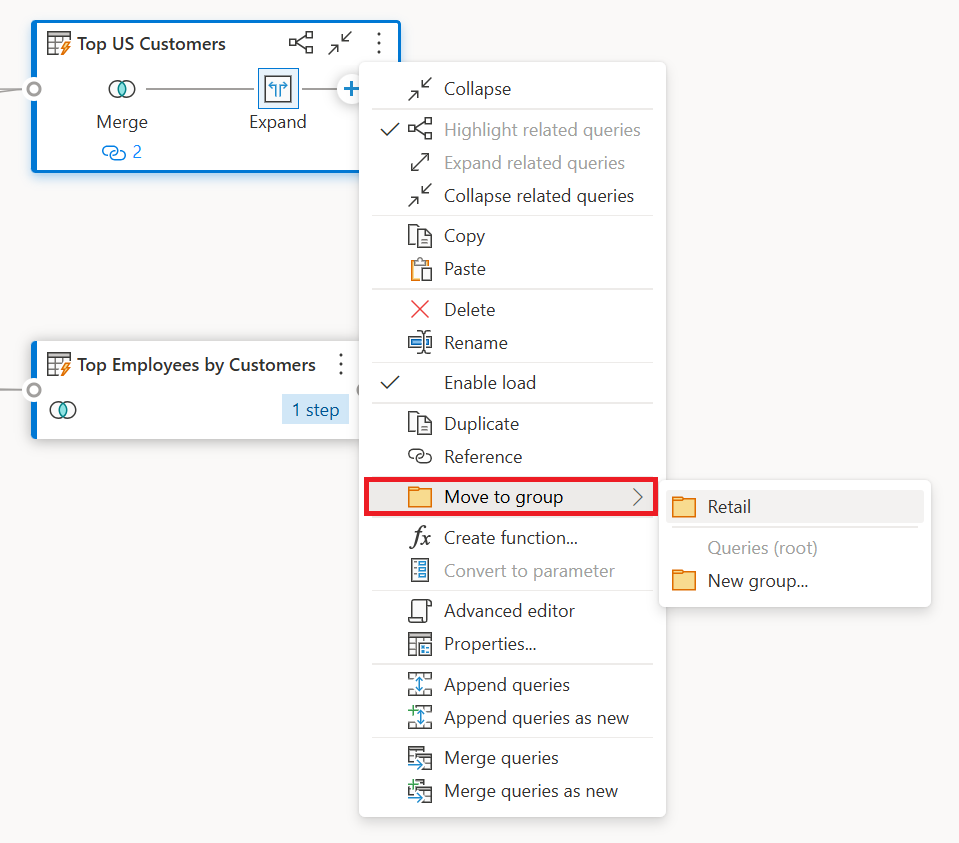 Top US Customers
Merge
Expand
2
Top Employees by Customers
1 step
Collapse
Highlight related queries
Expand related queries
Collapse related queries
Copy
Paste
Delete
Rename
Enable load
Duplicate
Reference
Move to group
fx Create function...
Convert to parameter
Advanced editor
Properties...
Append queries
Append queries as new
Merge queries
Merge queries as new
Retail
Queries (root)
New group...